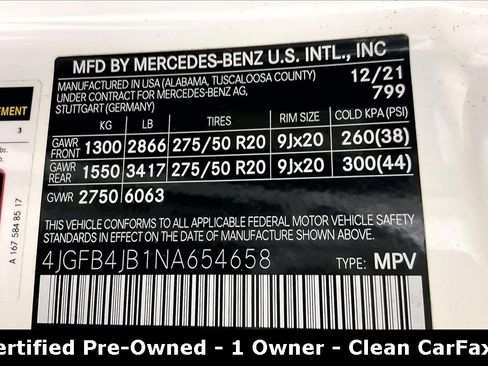 MFD BY MERCEDES-BENZ U.S. INTL., INC
MANUFACTURED IN USA (ALABAMA, TUSCALOOSA COUNTY) 12/21
UNDER CONTRACT FOR MERCEDES-BENZ AG, 799
STUTTGART (GERMANY)
KG LB TIRES RIM SIZE COLD KPA (PSI)
GAWR FRONT 1300 2866 275/50 R20 9Jx20 260(38)
GAWR REAR 1550 3417 275/50 R20 9Jx20 300(44)
GVWR 2750 6063
THIS VEHICLE CONFORMS TO ALL APPLICABLE FEDERAL MOTOR VEHICLE SAFETY
STANDARDS IN EFFECT ON THE DATE OF MANUFACTURE SHOWN ABOVE.
4JGFB4JB1NA654658 TYPE: MPV
EMENT
3
A 167 584 85 17
ertified Pre-Owned - 1 Owner - Clean CarFax